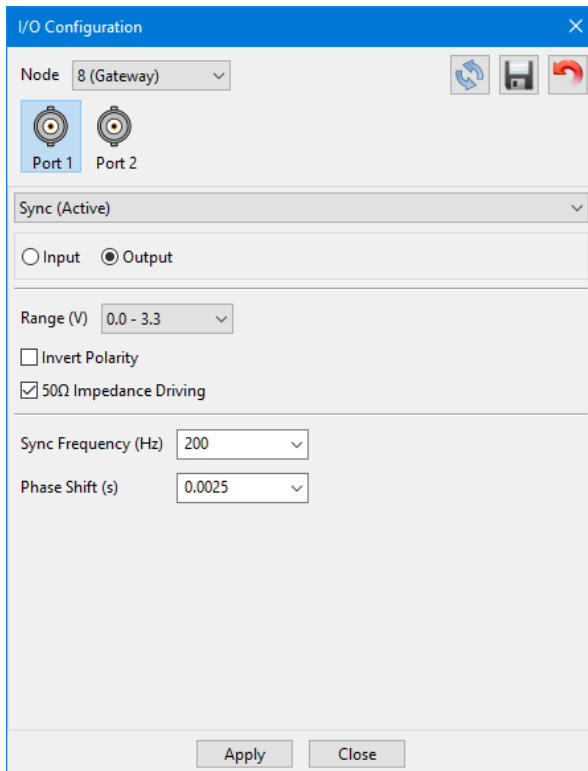 I/O Configuration
Node 8 (Gateway)
Port 1 Port 2
Sync (Active)
Input Output
Range (V) 0.0 - 3.3
Invert Polarity
50Ω Impedance Driving
Sync Frequency (Hz) 200
Phase Shift (s) 0.0025
Apply Close